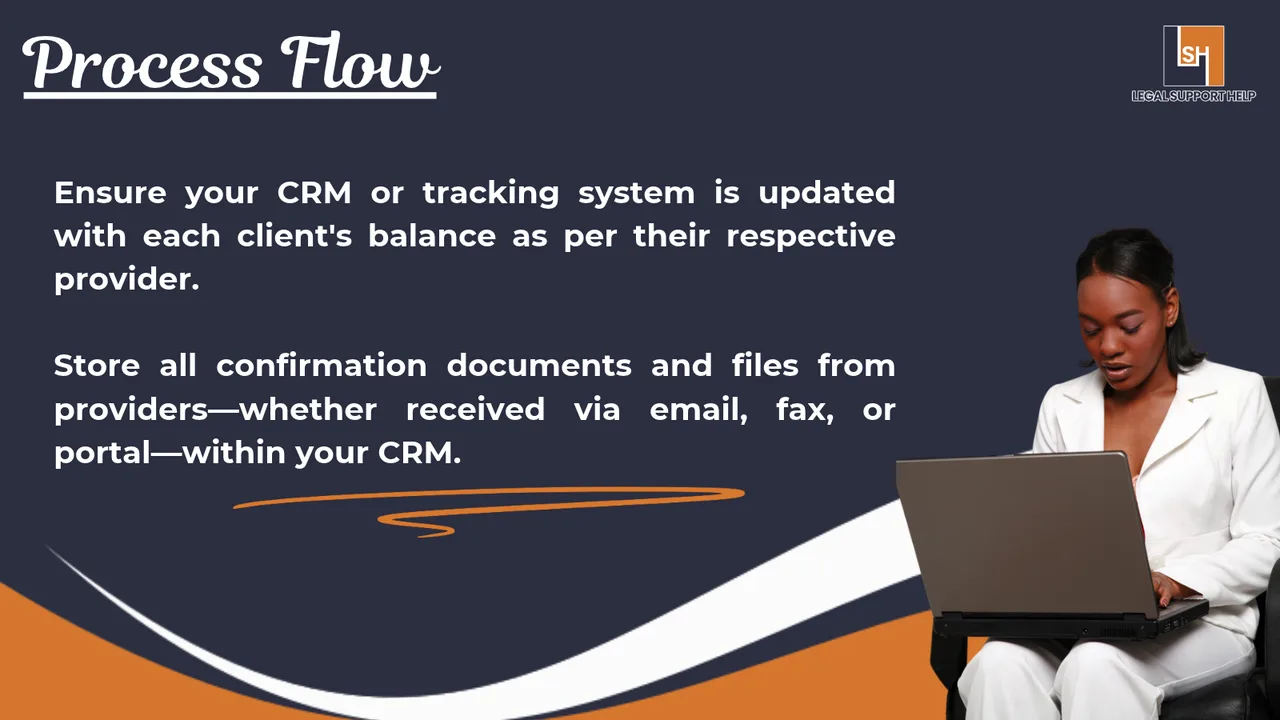 Process Flow
LSH
LEGAL SUPPORT HELP
Ensure your CRM or tracking system is updated
with each client's balance as per their respective
provider.
Store all confirmation documents and files from
providers—whether received via email, fax, or
portal—within your CRM.